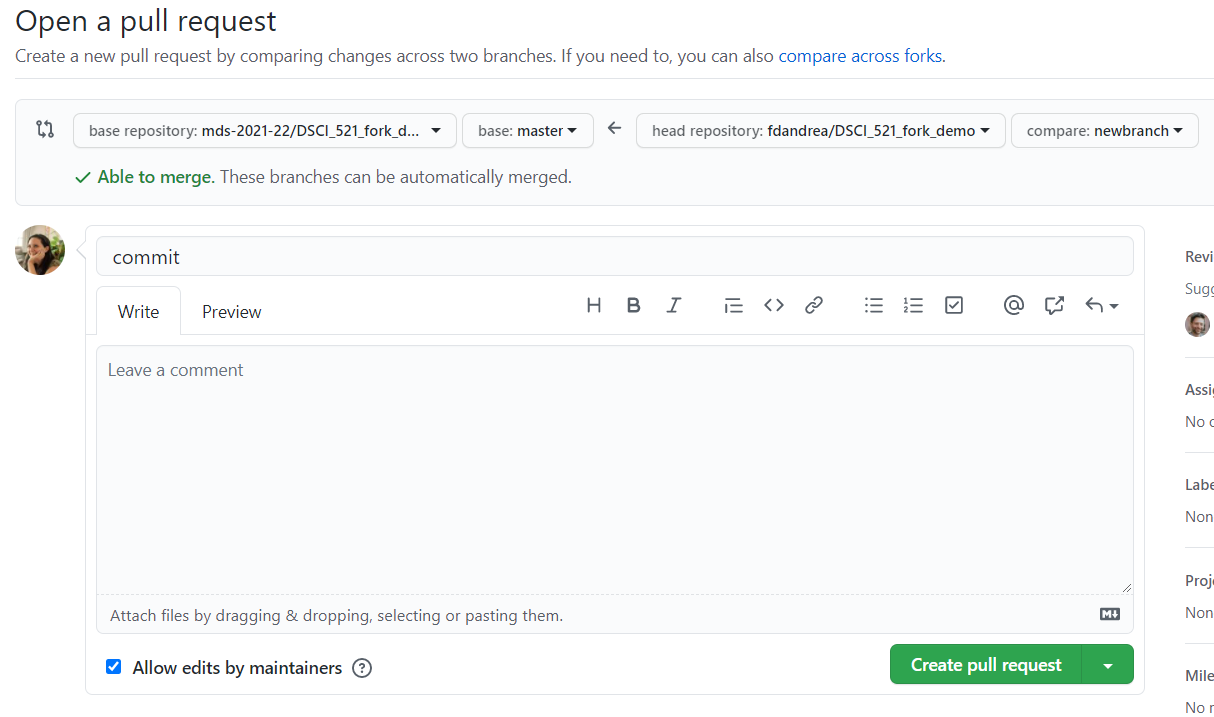 Open a pull request
Create a new pull request by comparing changes across two branches. If you need to, you can also compare across forks.
base repository: mds-2021-22/DSCI_521_fork_d... base: master head repository: fdandrea/DSCI_521_fork_demo compare: newbranch
Able to merge. These branches can be automatically merged.
commit
Write Preview
Leave a comment
Attach files by dragging & dropping, selecting or pasting them.
Allow edits by maintainers
Create pull request
Revi
Sugg
Assi
No
Labe
Non
Proj
Non
Mile
No